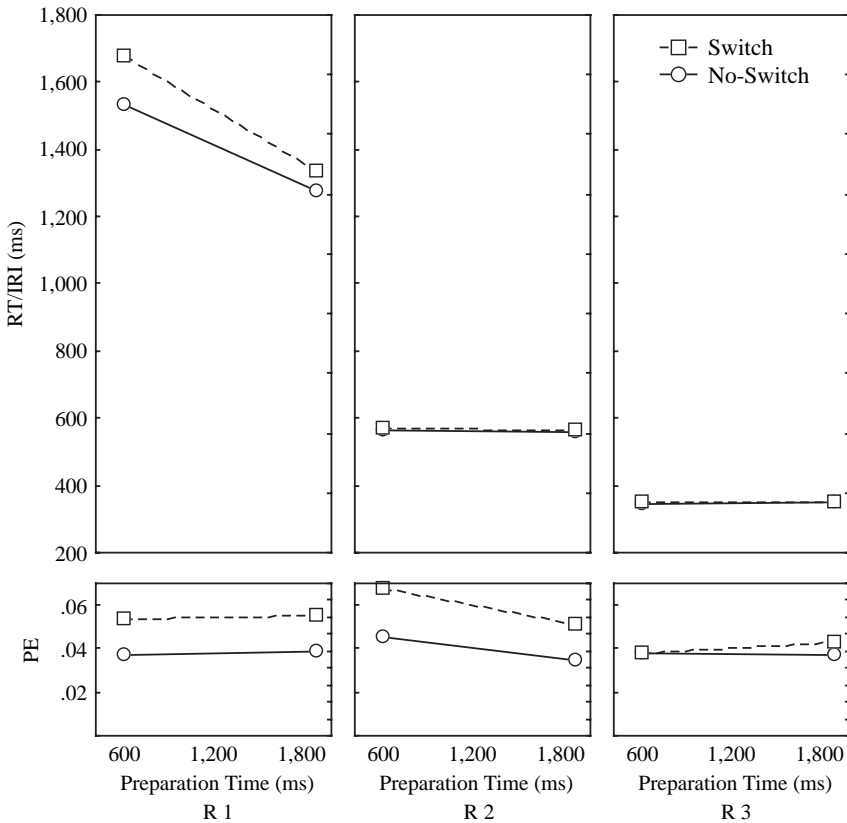 1,800
1,600
1,400
1,200
1,000
800
600
400
200
RT/IRI (ms)
Switch
No-Switch
.06
.04
.02
PE
600 1,200 1,800 600 1,200 1,800 600 1,200 1,800
Preparation Time (ms) Preparation Time (ms) Preparation Time (ms)
R 1 R 2 R 3